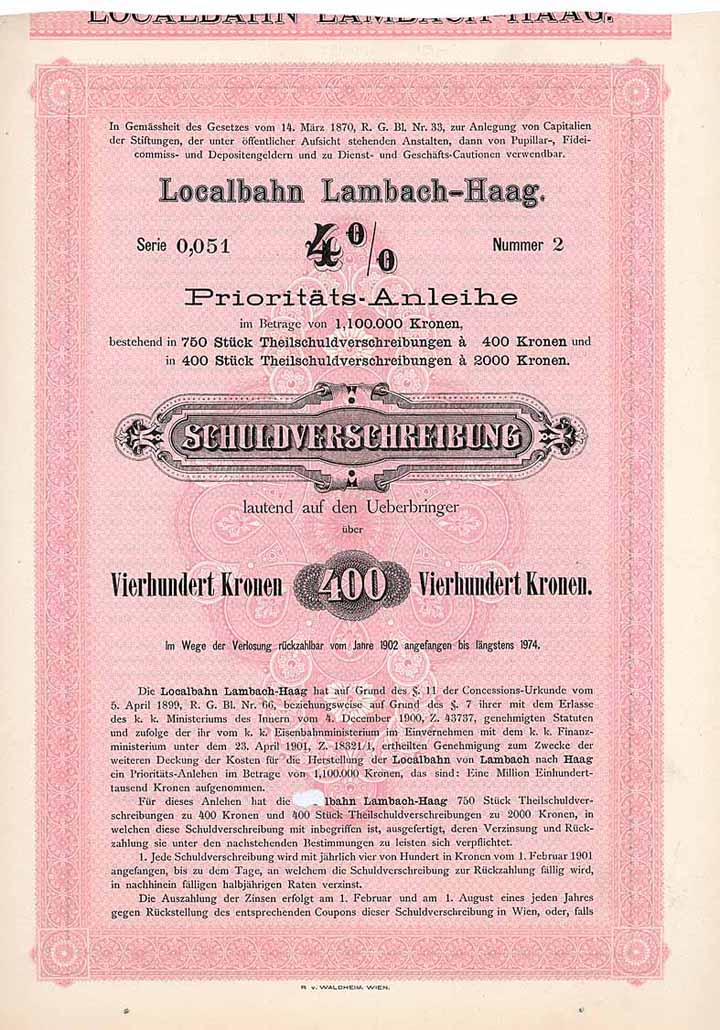 LOCALBAHN LAMBACH-HAAG.
In Gemässheit des Gesetzes vom 14. März 1870, R. G. Bl. Nr. 33, zur Anlegung von Capitalien
der Stiftungen, der unter öffentlicher Aufsicht stehenden Anstalten, dann von Pupillar-, Fidei-
commiss- und Depositengeldern und zu Dienst- und Geschäfts-Cautionen verwendbar.
Localbahn Lambach-Haag.
Serie 0,051 4% Nummer 2
Prioritäts-Anleihe
im Betrage von 1,100.000 Kronen,
bestehend in 750 Stück Theilschuldverschreibungen à 400 Kronen und
in 400 Stück Theilschuldverschreibungen à 2000 Kronen.
SCHULDVERSCHREIBUNG
lautend auf den Ueberbringer
über
Vierhundert Kronen 400 Vierhundert Kronen.
Im Wege der Verlosung rückzahlbar vom Jahre 1902 angefangen bis längstens 1974.
Die Localbahn Lambach-Haag hat auf Grund des §. 11 der Concessions-Urkunde vom
5. April 1899, R. G. Bl. Nr. 66, beziehungsweise auf Grund des §. 7 ihrer mit dem Erlasse
des k. k. Ministeriums des Innern vom 4. December 1900, Z. 43737, genehmigten Statuten
und zufolge der ihr vom k. k. Eisenbahnministerium im Einvernehmen mit dem k. k. Finanz-
ministerium unter dem 23. April 1901, Z. 18321/1, ertheilten Genehmigung zum Zwecke der
weiteren Deckung der Kosten für die Herstellung der Localbahn von Lambach nach Haag
ein Prioritäts-Anlehen im Betrage von 1,100.000 Kronen, das sind: Eine Million Einhundert-
tausend Kronen aufgenommen.
Für dieses Anlehen hat die lbahn Lambach-Haag 750 Stück Theilschuldver-
schreibungen zu 400 Kronen und 400 Stück Theilschuldverschreibungen zu 2000 Kronen, in
welchen diese Schuldverschreibung mit inbegriffen ist, ausgefertigt, deren Verzinsung und Rück-
zahlung sie unter den nachstehenden Bestimmungen zu leisten sich verpflichtet.
1. Jede Schuldverschreibung wird mit jährlich vier von Hundert in Kronen vom 1. Februar 1901
angefangen, bis zu dem Tage, an welchem die Schuldverschreibung zur Rückzahlung fällig wird,
in nachhinein fälligen halbjährigen Raten verzinst.
Die Auszahlung der Zinsen erfolgt am 1. Februar und am 1. August eines jeden Jahres
gegen Rückstellung des entsprechenden Coupons dieser Schuldverschreibung in Wien, oder, falls
R. v. WALDHEIM, WIEN.